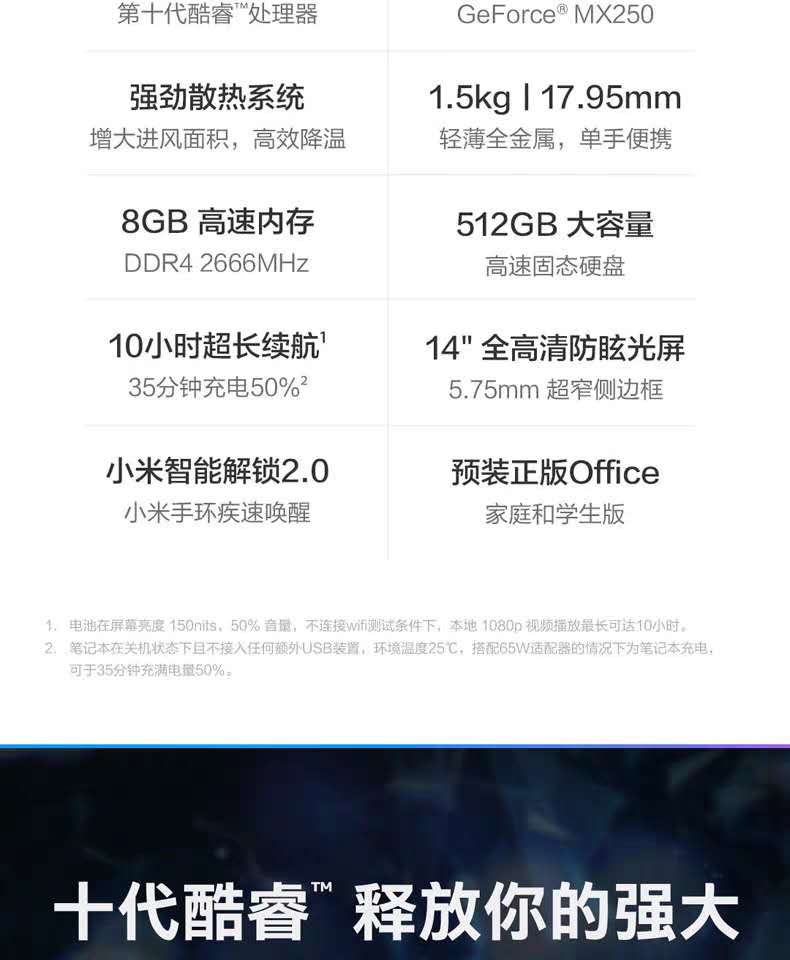 第十代酷睿™处理器
GeForce® MX250
强劲散热系统
增大进风面积，高效降温
1.5kg | 17.95mm
轻薄全金属，单手便携
8GB 高速内存
DDR4 2666MHz
512GB 大容量
高速固态硬盘
10小时超长续航¹
35分钟充电50%²
14" 全高清防眩光屏
5.75mm 超窄侧边框
小米智能解锁2.0
小米手环疾速唤醒
预装正版Office
家庭和学生版
1. 电池在屏幕亮度 150nits，50% 音量，不连接wifi测试条件下，本地 1080p 视频播放最长可达10小时。
2. 笔记本在关机状态下且不接入任何额外USB装置，环境温度25℃，搭配65W适配器的情况下为笔记本充电，
可于35分钟充满电量50%。
十代酷睿™ 释放你的强大